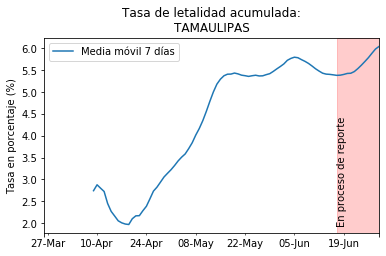 Tasa de letalidad acumulada:
TAMAULIPAS
Media móvil 7 días
Tasa en porcentaje (%)
6.0
5.5
5.0
4.5
4.0
3.5
3.0
2.5
2.0
En proceso de reporte
27-Mar
10-Apr
24-Apr
08-May
22-May
05-Jun
19-Jun